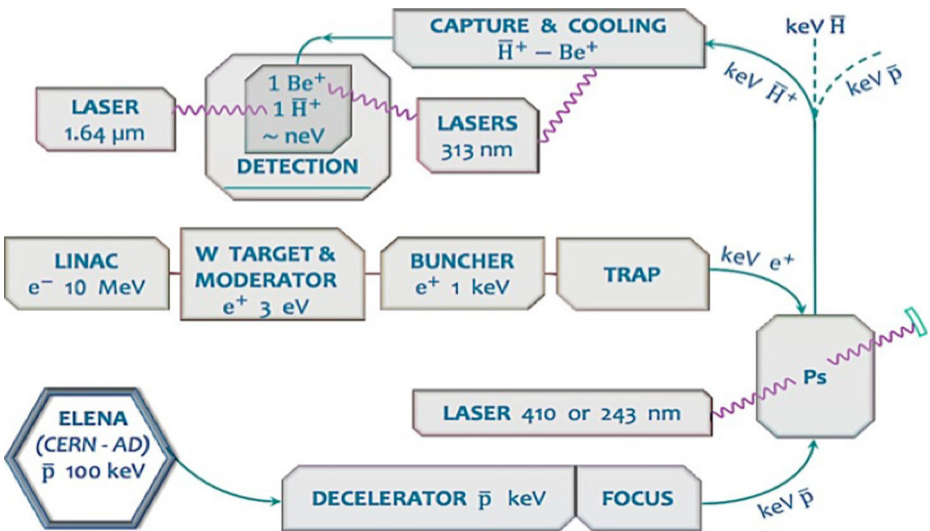 CAPTURE & COOLING
H̅⁺ – Be⁺
keV H̅
keV H̅⁺
keV p̅
LASER
1.64 µm
1 Be⁺
1 H̅⁺
~ neV
DETECTION
LASERS
313 nm
LINAC
e⁻ 10 MeV
W TARGET &
MODERATOR
e⁺ 3 eV
BUNCHER
e⁺ 1 keV
TRAP
keV e⁺
Ps
LASER 410 or 243 nm
ELENA
(CERN - AD)
p̅ 100 keV
DECELERATOR p̅ keV
FOCUS
keV p̅